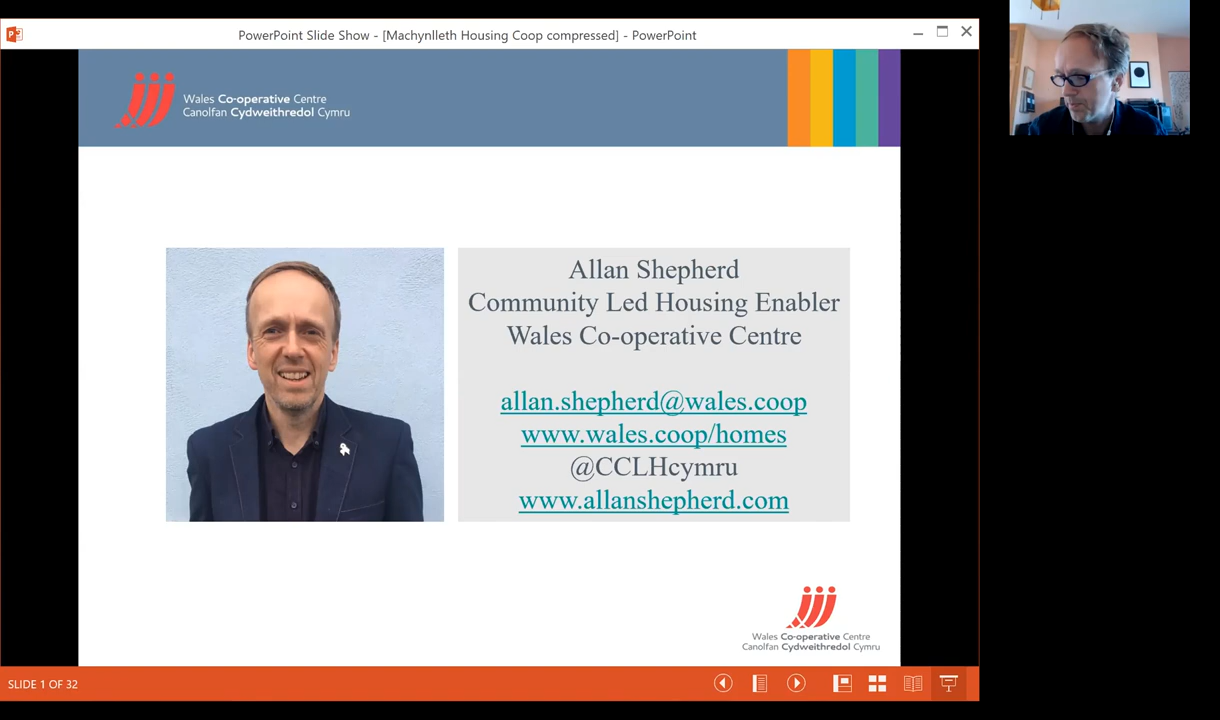 PowerPoint Slide Show - [Machynlleth Housing Coop compressed] - PowerPoint
Wales Co-operative Centre
Canolfan Cydweithredol Cymru
Allan Shepherd
Community Led Housing Enabler
Wales Co-operative Centre
allan.shepherd@wales.coop
www.wales.coop/homes
@CCLHcymru
www.allanshepherd.com
Wales Co-operative Centre
Canolfan Cydweithredol Cymru
SLIDE 1 OF 32